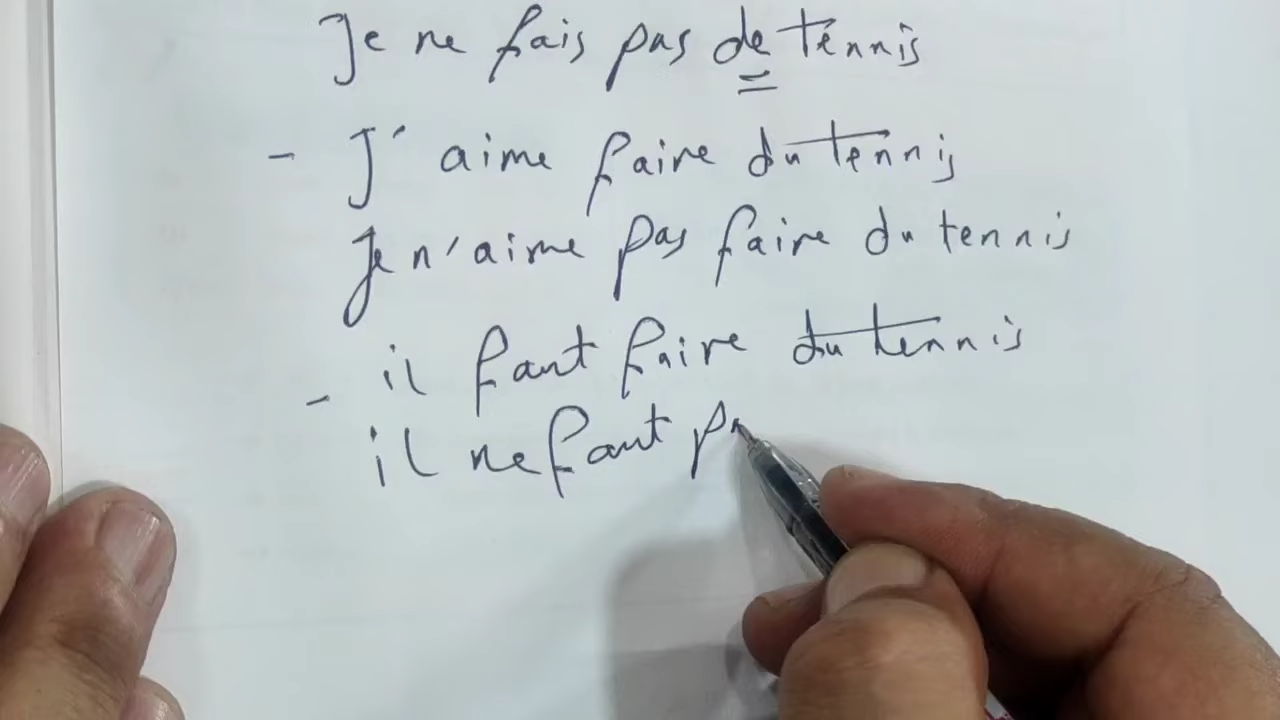 Je ne fais pas de tennis
- J'aime faire du tennis
Je n'aime pas faire du tennis
- il faut faire du tennis
il ne faut pa